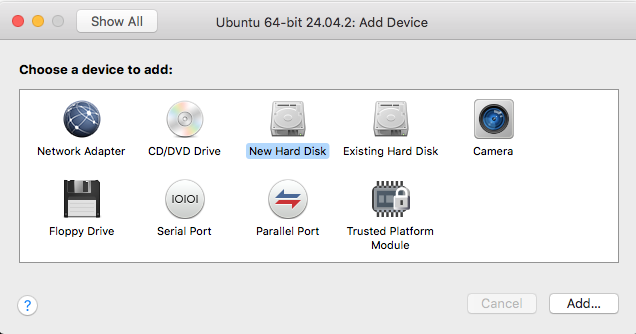 Show All
Ubuntu 64-bit 24.04.2: Add Device
Choose a device to add:
Network Adapter
CD/DVD Drive
New Hard Disk
Existing Hard Disk
Camera
IOIOI
Floppy Drive
Serial Port
Parallel Port
Trusted Platform
Module
?
Cancel
Add...